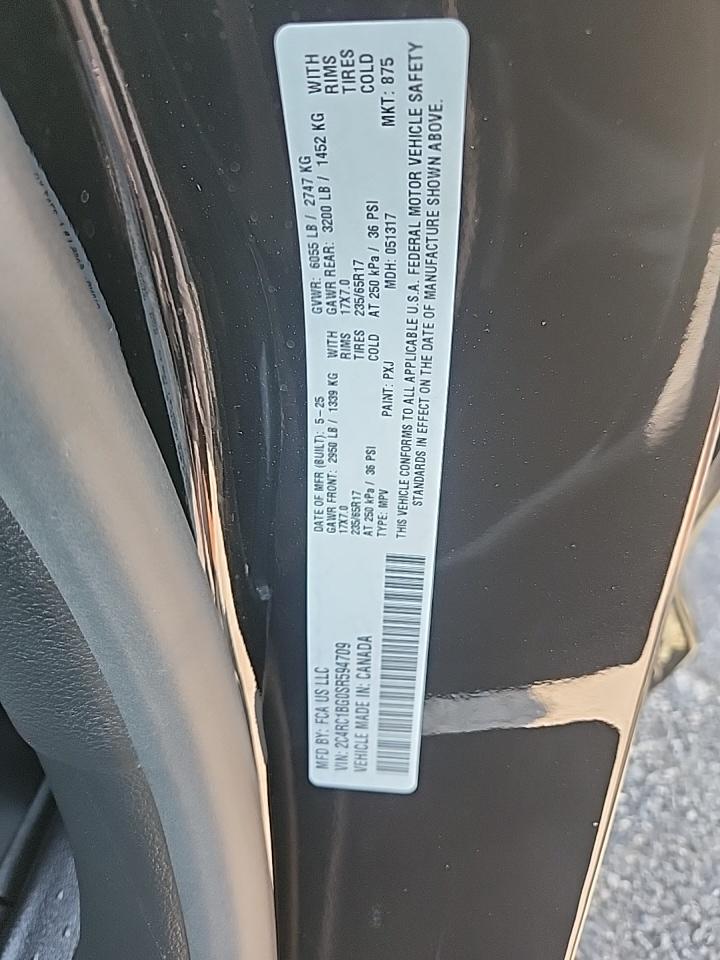 MFD BY: FCA US LLC
VIN: 2C4RC1BG0SR594709
VEHICLE MADE IN: CANADA
DATE OF MFR (BUILT): 5-25
GAWR FRONT: 2950 LB / 1339 KG WITH
17X7.0 RIMS
235/65R17 TIRES
AT 250 kPa / 36 PSI COLD
TYPE: MPV
PAINT: PXJ
GVWR: 6055 LB / 2747 KG
GAWR REAR: 3200 LB / 1452 KG WITH
17X7.0 RIMS
235/65R17 TIRES
AT 250 kPa / 36 PSI COLD
MDH: 051317
MKT: 875
THIS VEHICLE CONFORMS TO ALL APPLICABLE U.S.A. FEDERAL MOTOR VEHICLE SAFETY
STANDARDS IN EFFECT ON THE DATE OF MANUFACTURE SHOWN ABOVE.